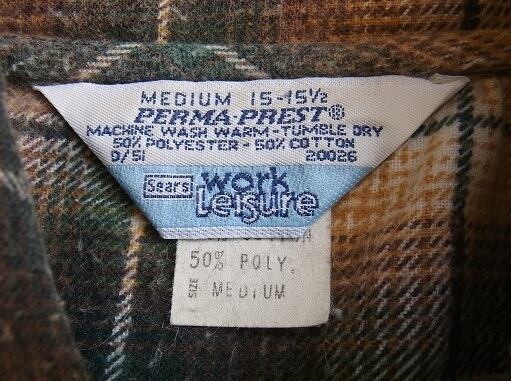 MEDIUM 15-15½
PERMA-PREST®
MACHINE WASH WARM-TUMBLE DRY
50% POLYESTER - 50% COTTON
0/51 20026
Sears work
Leisure
50% POLY.
SIZE MEDIUM